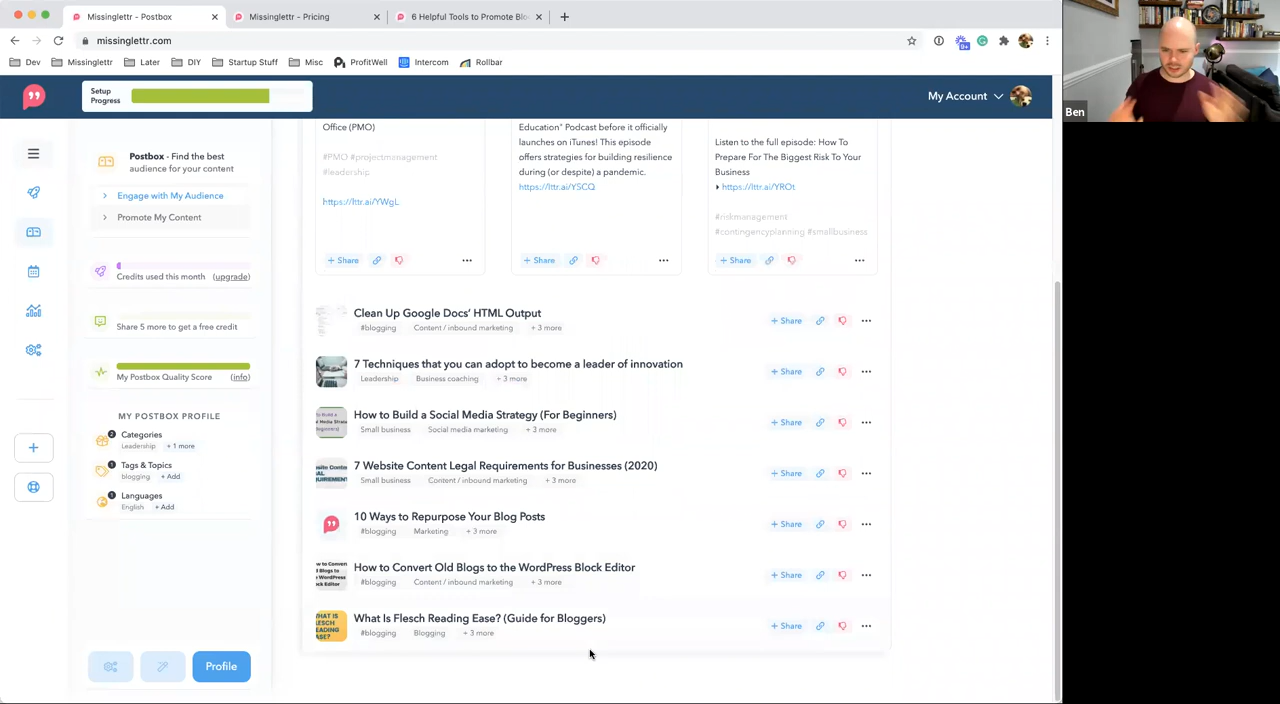 Missinglettr - Postbox
Missinglettr - Pricing
6 Helpful Tools to Promote Blo
missinglettr.com
9+
Dev
Missinglettr
Later
DIY
Startup Stuff
Misc
ProfitWell
Intercom
Rollbar
Setup
Progress
My Account
Ben
Postbox - Find the best
audience for your content
Engage with My Audience
Promote My Content
Credits used this month (upgrade)
Share 5 more to get a free credit
My Postbox Quality Score (info)
MY POSTBOX PROFILE
2
Categories
Leadership + 1 more
1
Tags & Topics
blogging + Add
1
Languages
English + Add
Profile
Office (PMO)
#PMO #projectmanagement
#leadership
https://lttr.ai/YWgL
+ Share
Education" Podcast before it officially
launches on iTunes! This episode
offers strategies for building resilience
during (or despite) a pandemic.
https://lttr.ai/YSCQ
+ Share
Listen to the full episode: How To
Prepare For The Biggest Risk To Your
Business
https://lttr.ai/YROt
#riskmanagement
#contingencyplanning #smallbusiness
+ Share
Clean Up Google Docs' HTML Output
#blogging Content / inbound marketing + 3 more
+ Share
7 Techniques that you can adopt to become a leader of innovation
Leadership Business coaching + 3 more
+ Share
How to Build a Social Media Strategy (For Beginners)
Small business Social media marketing + 3 more
+ Share
7 Website Content Legal Requirements for Businesses (2020)
Small business Content / inbound marketing + 3 more
+ Share
10 Ways to Repurpose Your Blog Posts
#blogging Marketing + 3 more
+ Share
How to Convert Old Blogs to the WordPress Block Editor
#blogging Content / inbound marketing + 3 more
+ Share
What Is Flesch Reading Ease? (Guide for Bloggers)
#blogging Blogging + 3 more
+ Share